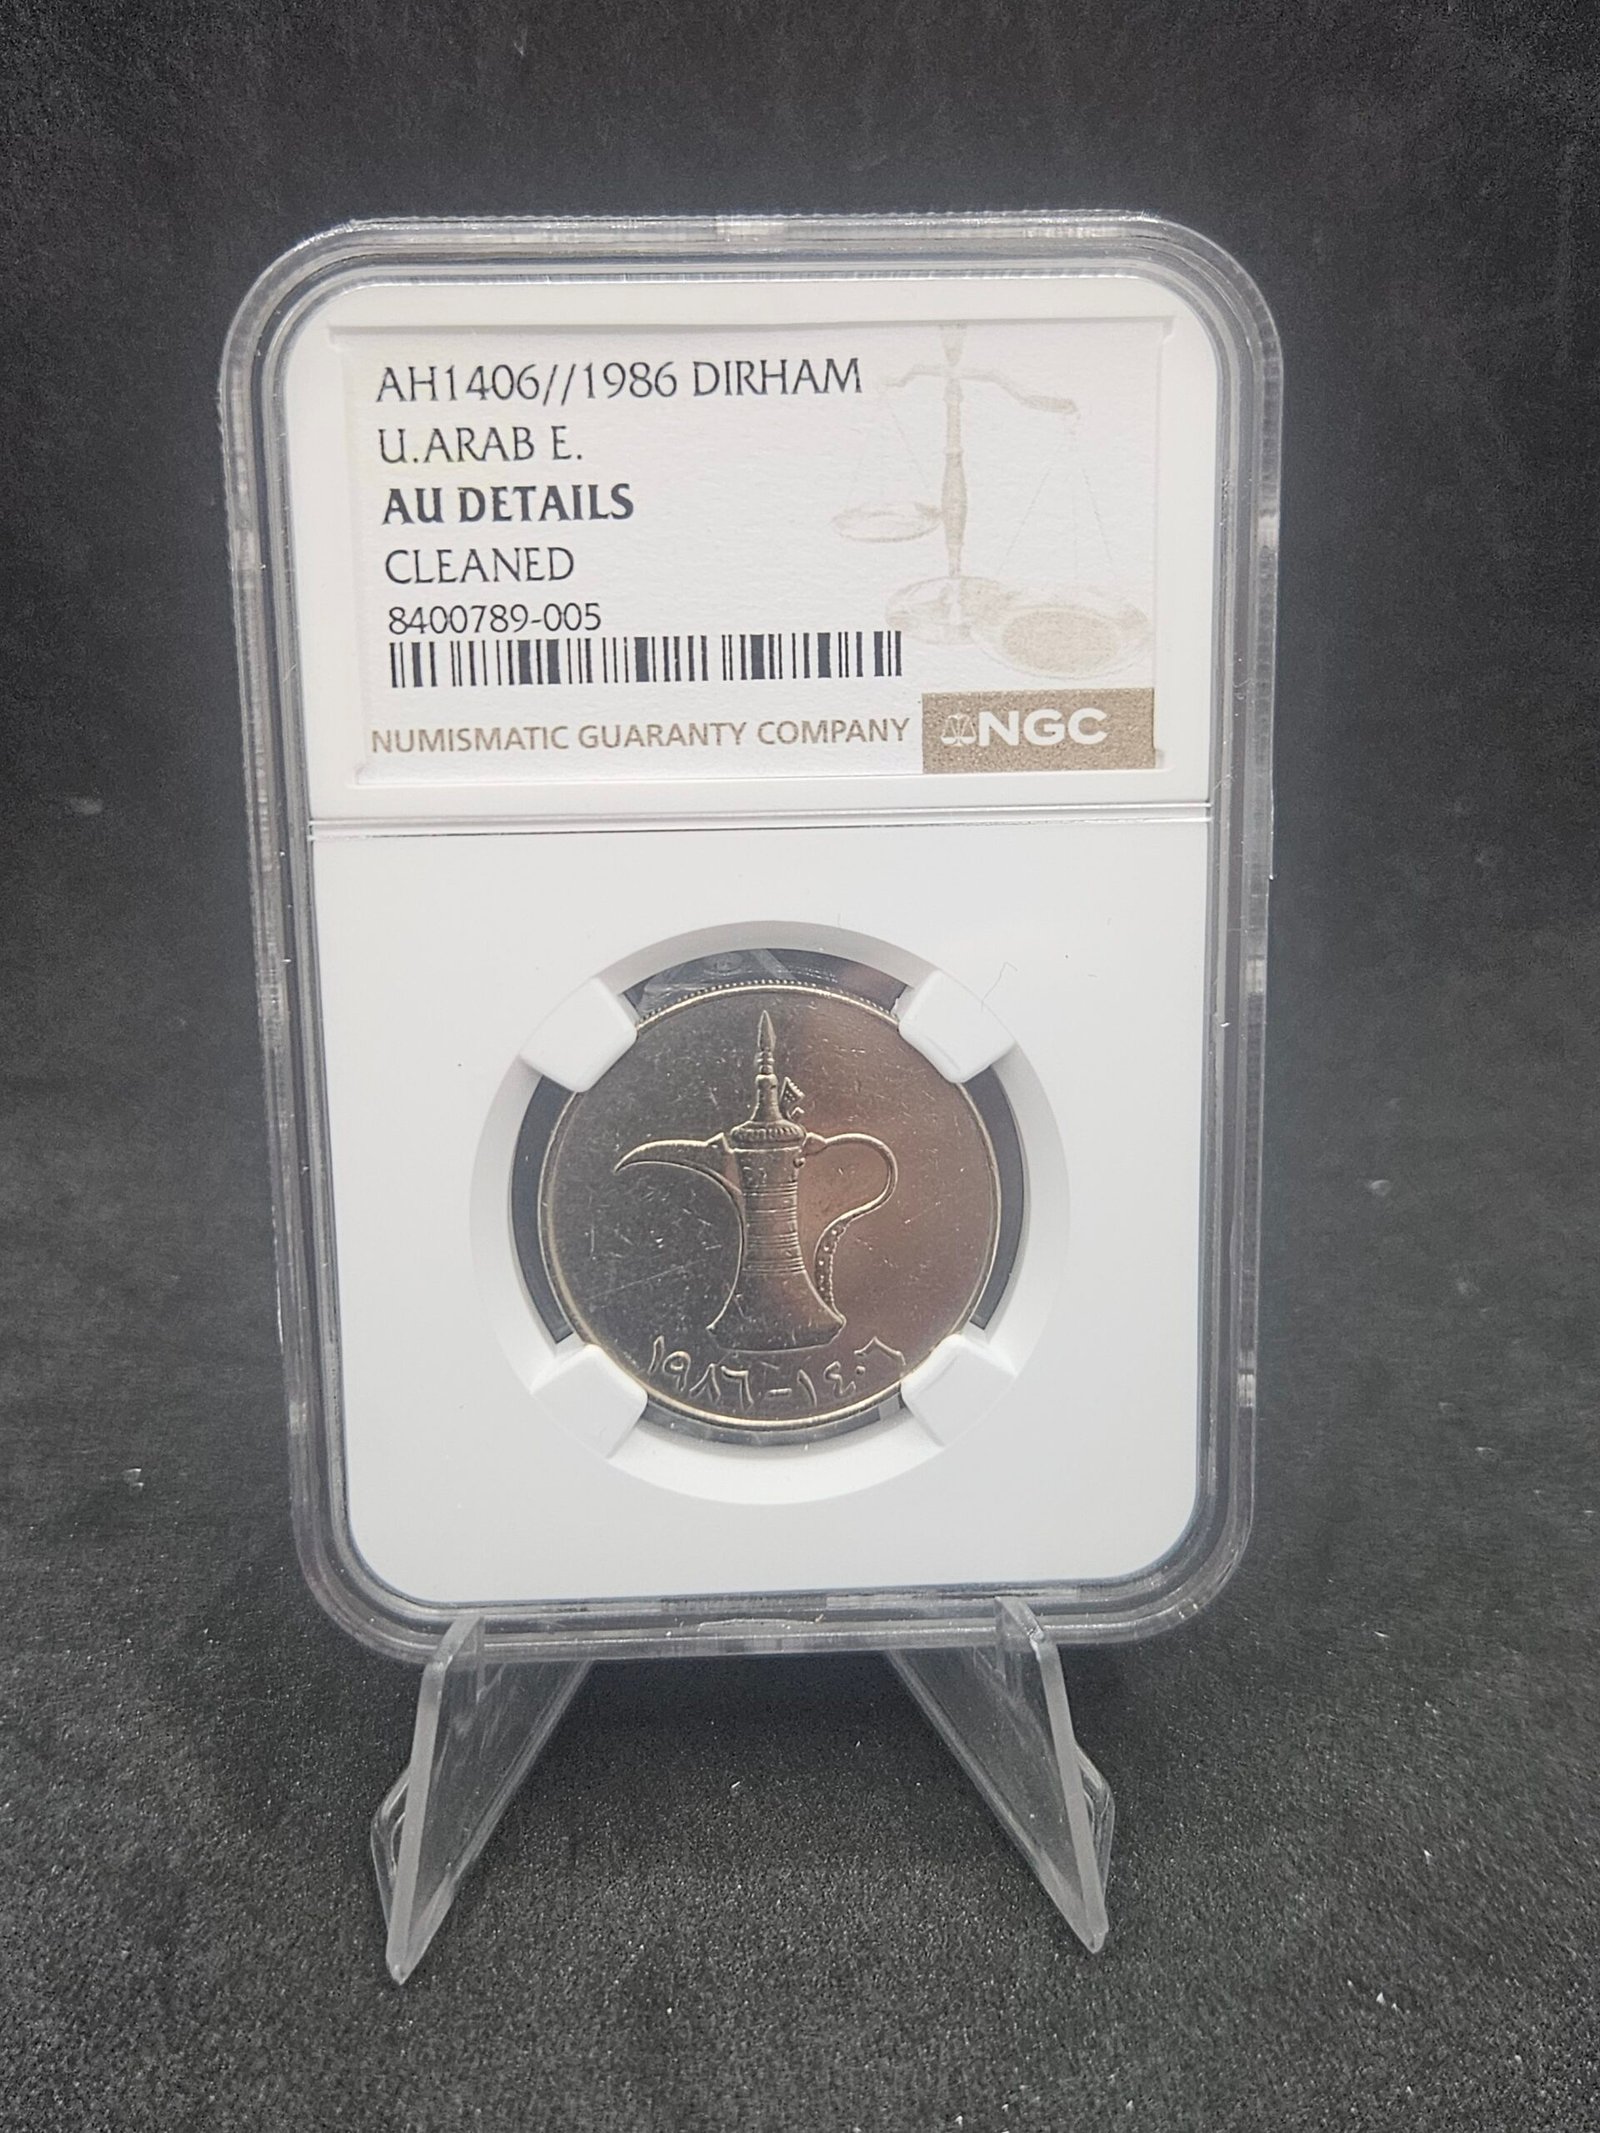 AH1406//1986 DIRHAM
U.ARAB E.
AU DETAILS
CLEANED
8400789-005
NUMISMATIC GUARANTY COMPANY NGC
١٩٨٦-١٤٠٦